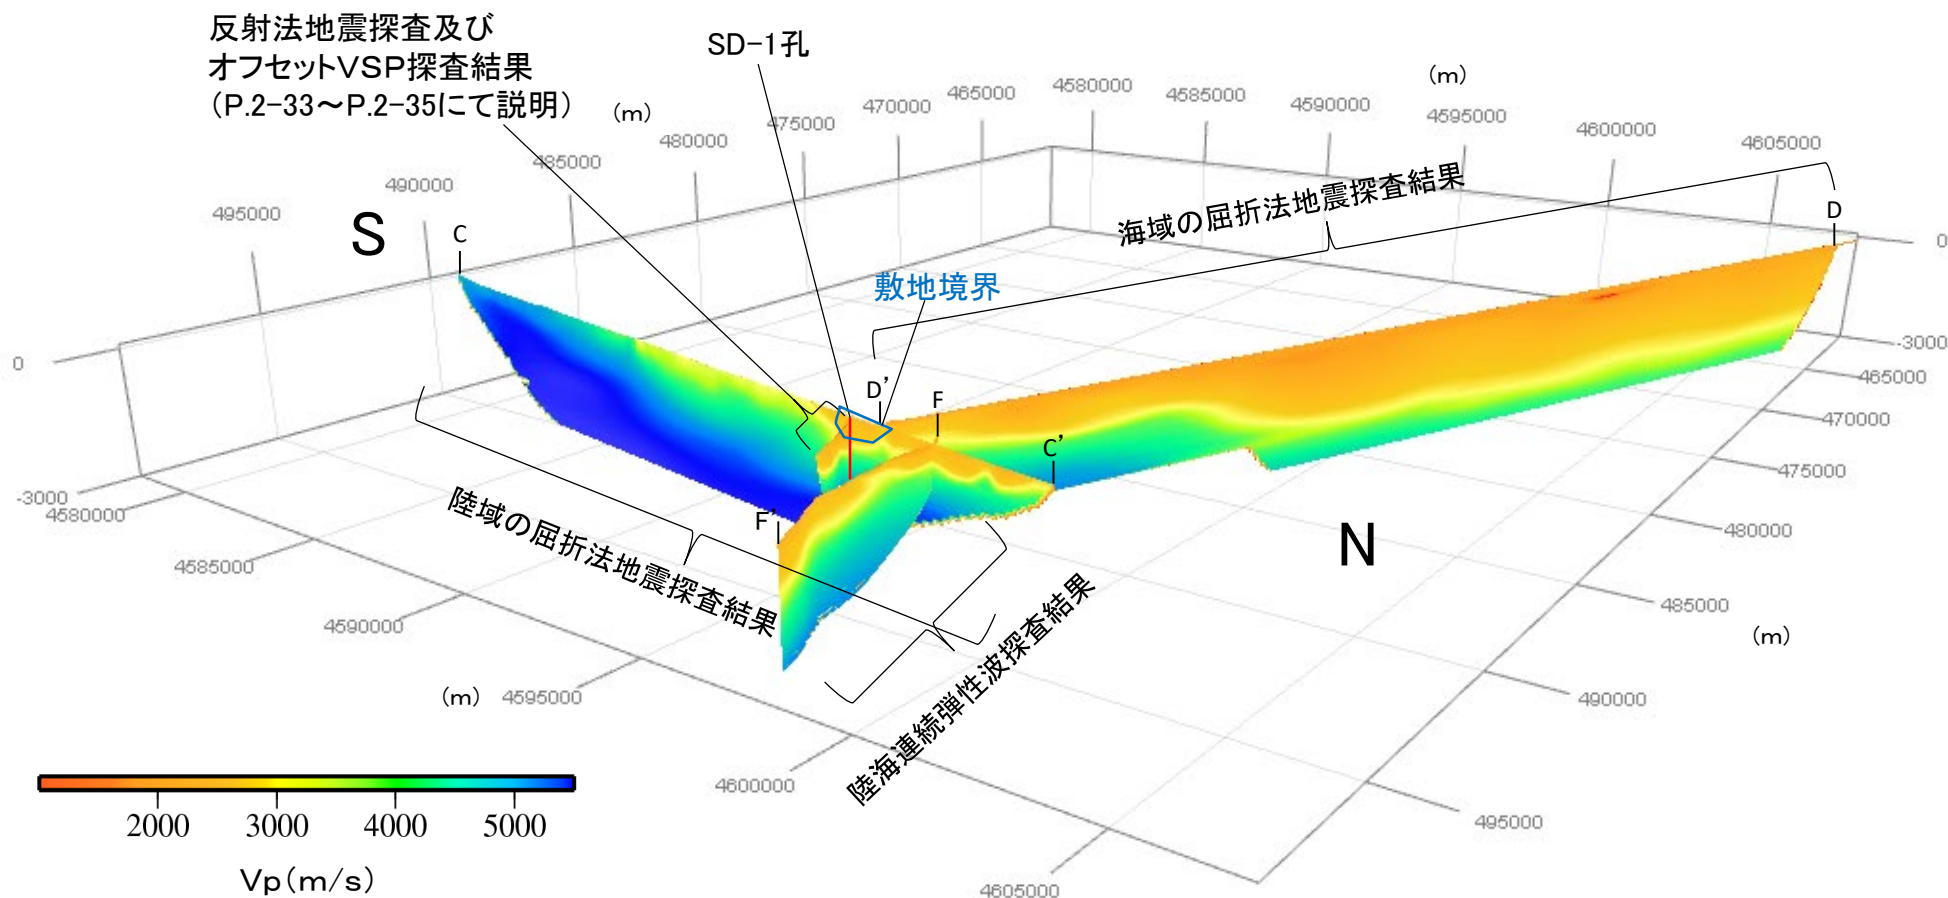 反射法地震探査及び
オフセットVSP探査結果
（P.2-33～P.2-35にて説明）
SD-1孔
(m)
(m)
495000
490000
485000
480000
475000
470000
465000
4580000
4585000
4590000
4595000
4600000
4605000
S
C
海域の屈折法地震探査結果
D
敷地境界
0
0
-3000
D'
F
C'
F'
465000
470000
475000
480000
485000
490000
495000
N
-3000
4580000
4585000
4590000
4595000
4600000
4605000
陸域の屈折法地震探査結果
陸海連続弾性波探査結果
(m)
(m)
2000 3000 4000 5000
Vp(m/s)